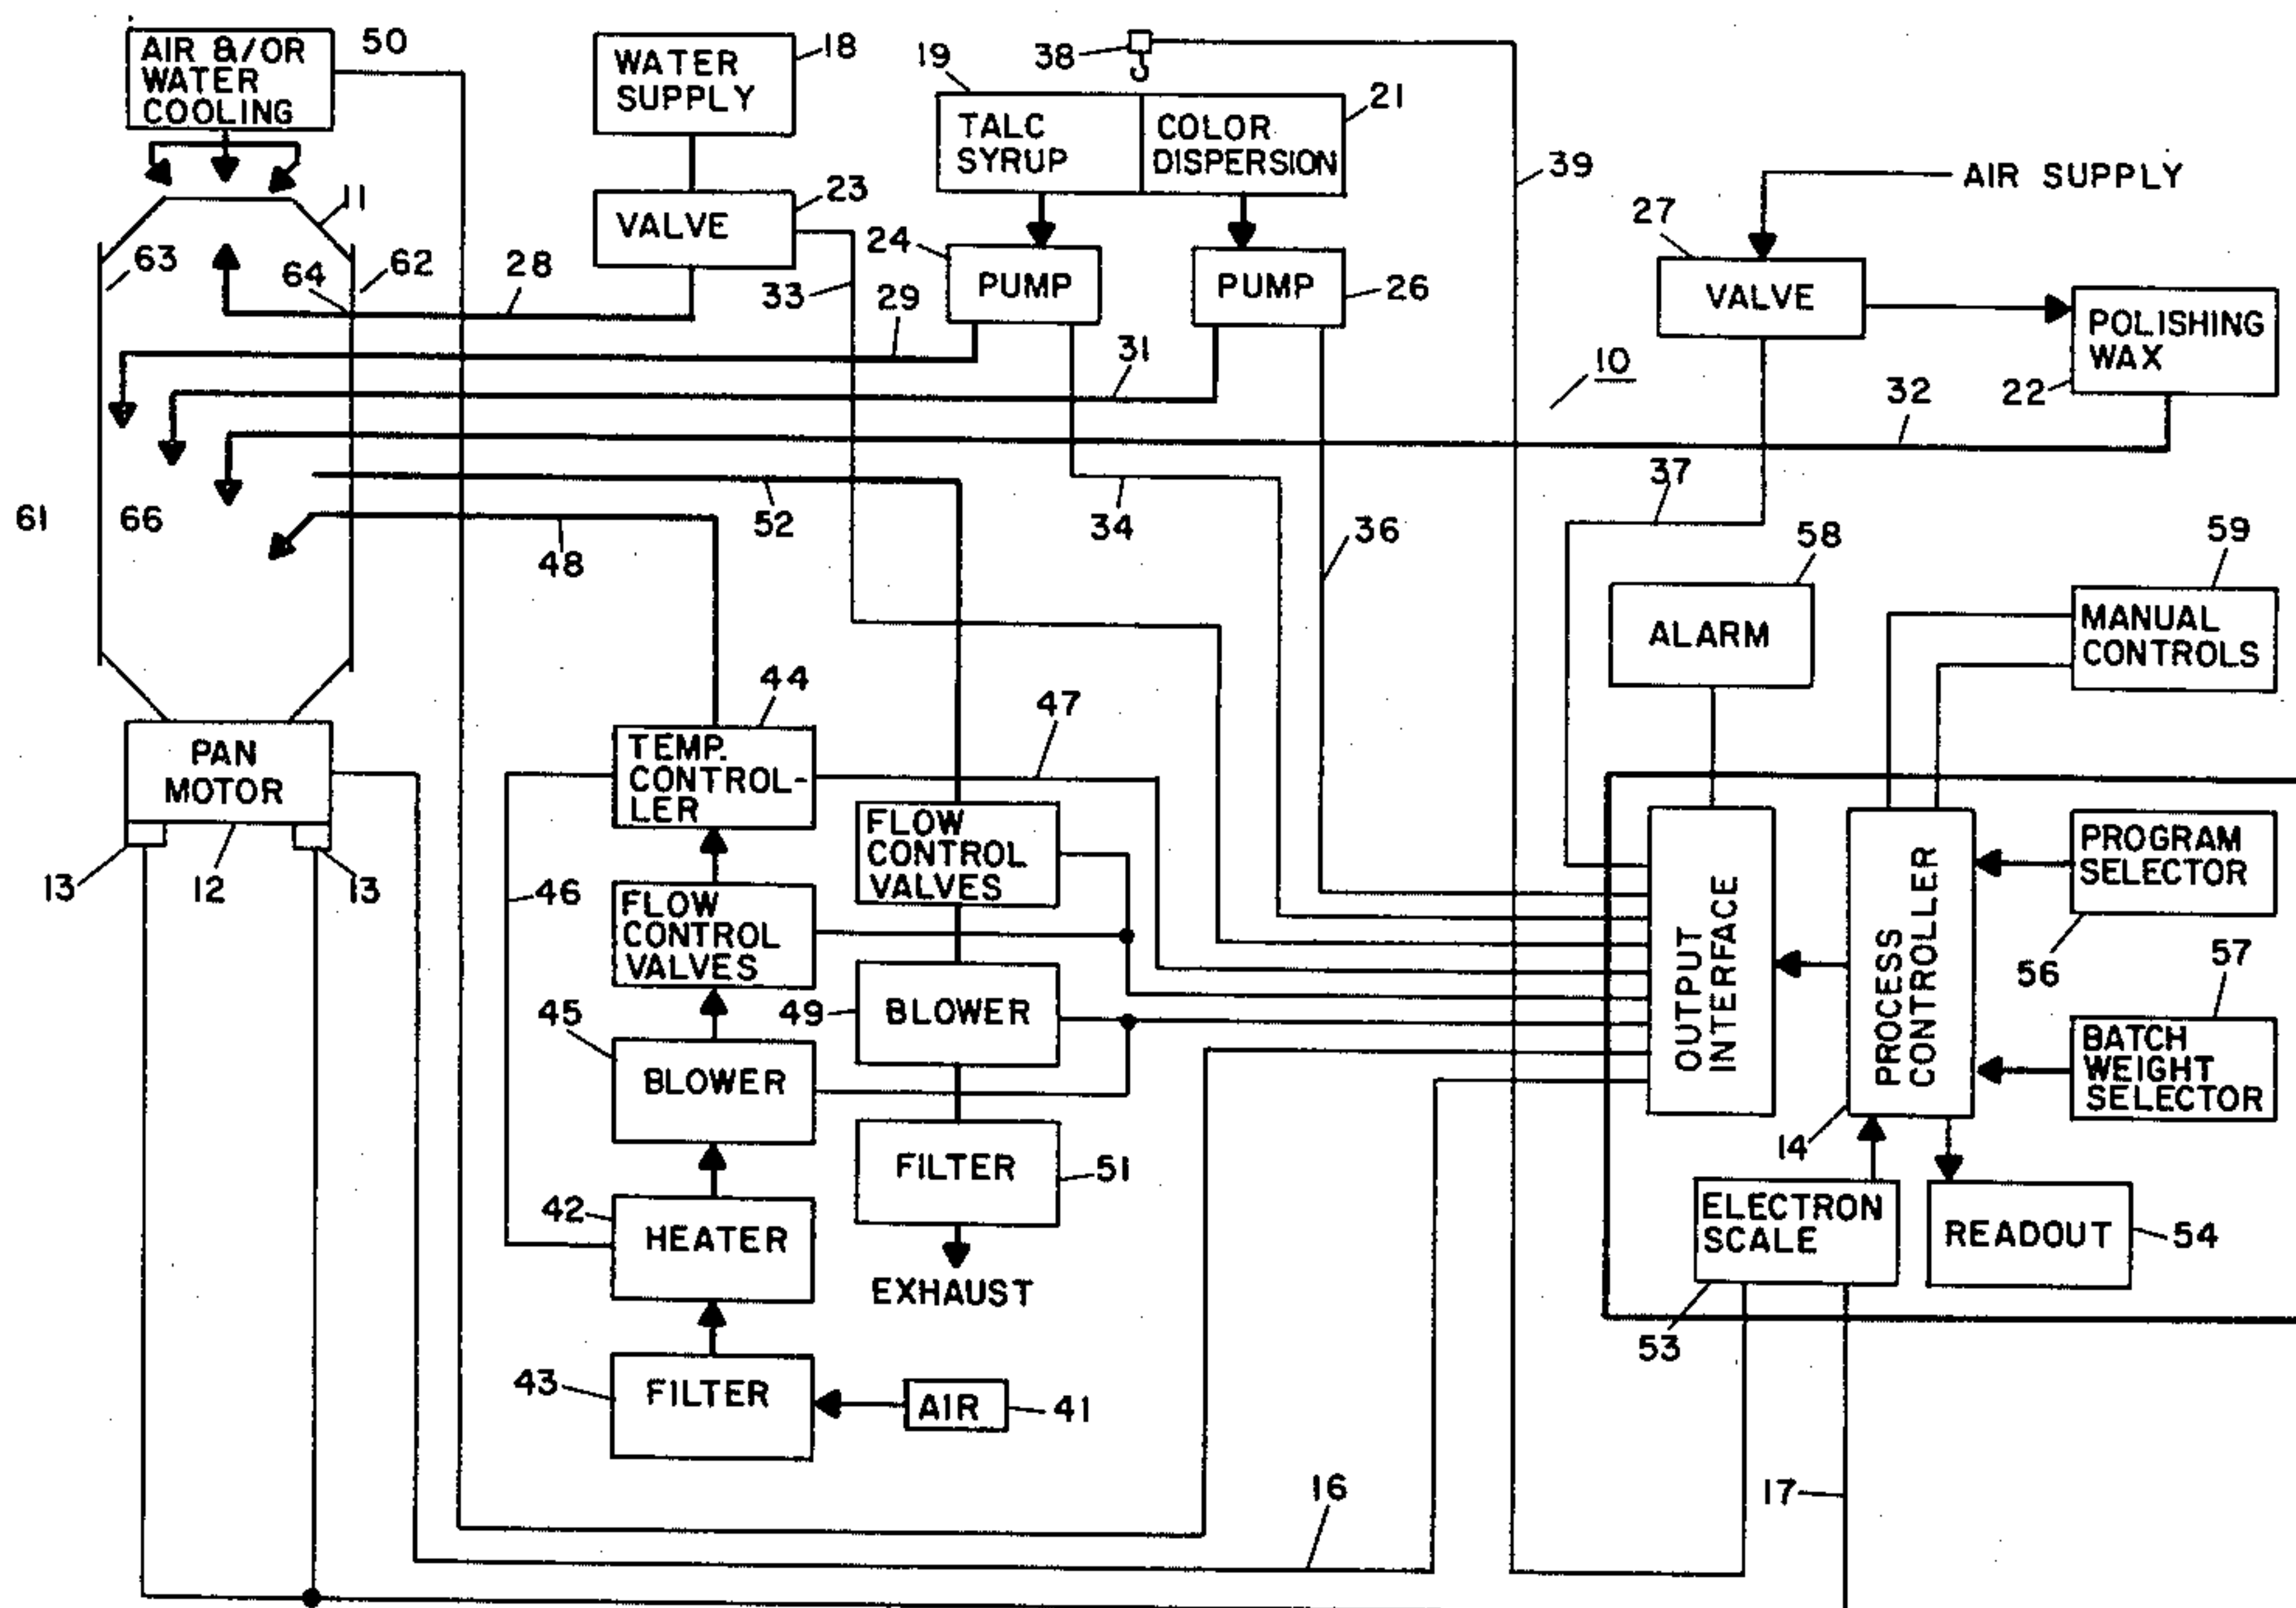 AIR &/OR
WATER
COOLING
50
WATER
SUPPLY
18
38
19
TALC
SYRUP
COLOR
DISPERSION
21
39
AIR SUPPLY
11
63
64
62
28
VALVE
23
33
24
PUMP
29
PUMP
26
31
27
VALVE
10
POLISHING
WAX
22
32
61
66
48
52
34
36
37
58
ALARM
59
MANUAL
CONTROLS
PAN
MOTOR
13
12
13
44
TEMP.
CONTROL-
LER
47
46
FLOW
CONTROL
VALVES
FLOW
CONTROL
VALVES
45
BLOWER
49
BLOWER
42
HEATER
FILTER
51
EXHAUST
43
FILTER
AIR
41
OUTPUT
INTERFACE
PROCESS
CONTROLLER
14
PROGRAM
SELECTOR
56
57
BATCH
WEIGHT
SELECTOR
ELECTRON
SCALE
53
READOUT
54
16
17